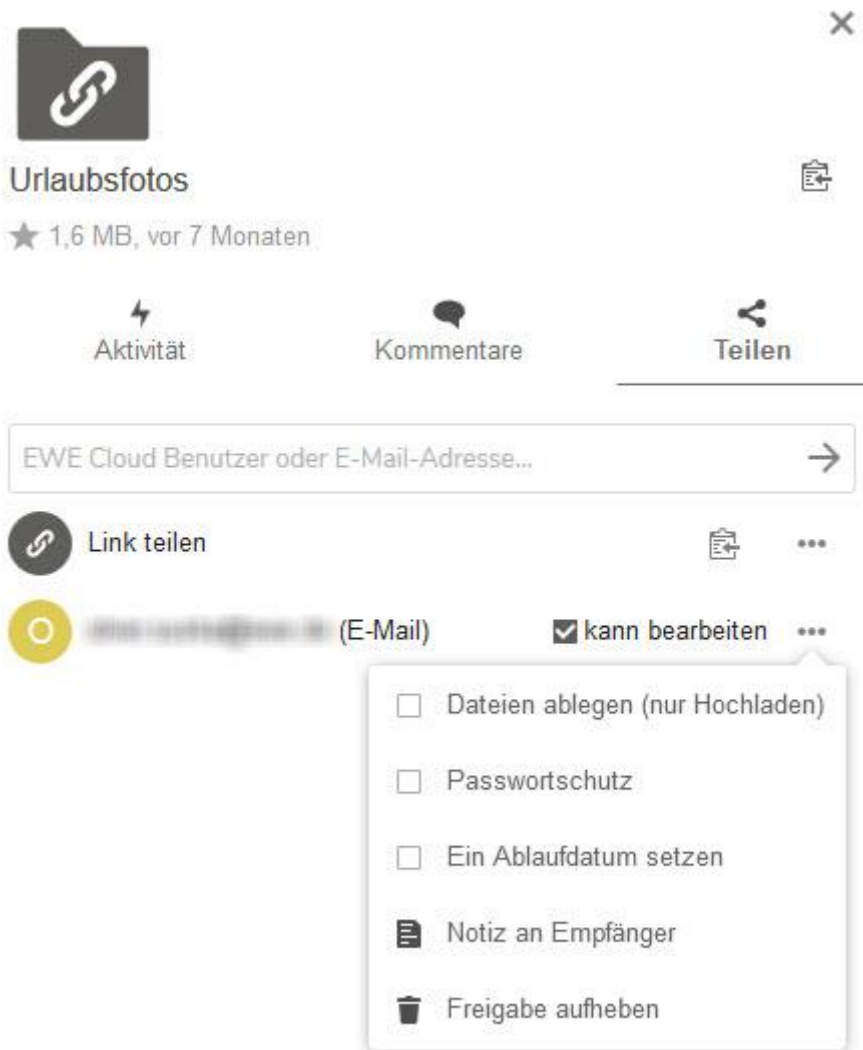 Urlaubsfotos
1,6 MB, vor 7 Monaten
Aktivität
Kommentare
Teilen
EWE Cloud Benutzer oder E-Mail-Adresse...
Link teilen
O
(E-Mail)
kann bearbeiten
Dateien ablegen (nur Hochladen)
Passwortschutz
Ein Ablaufdatum setzen
Notiz an Empfänger
Freigabe aufheben